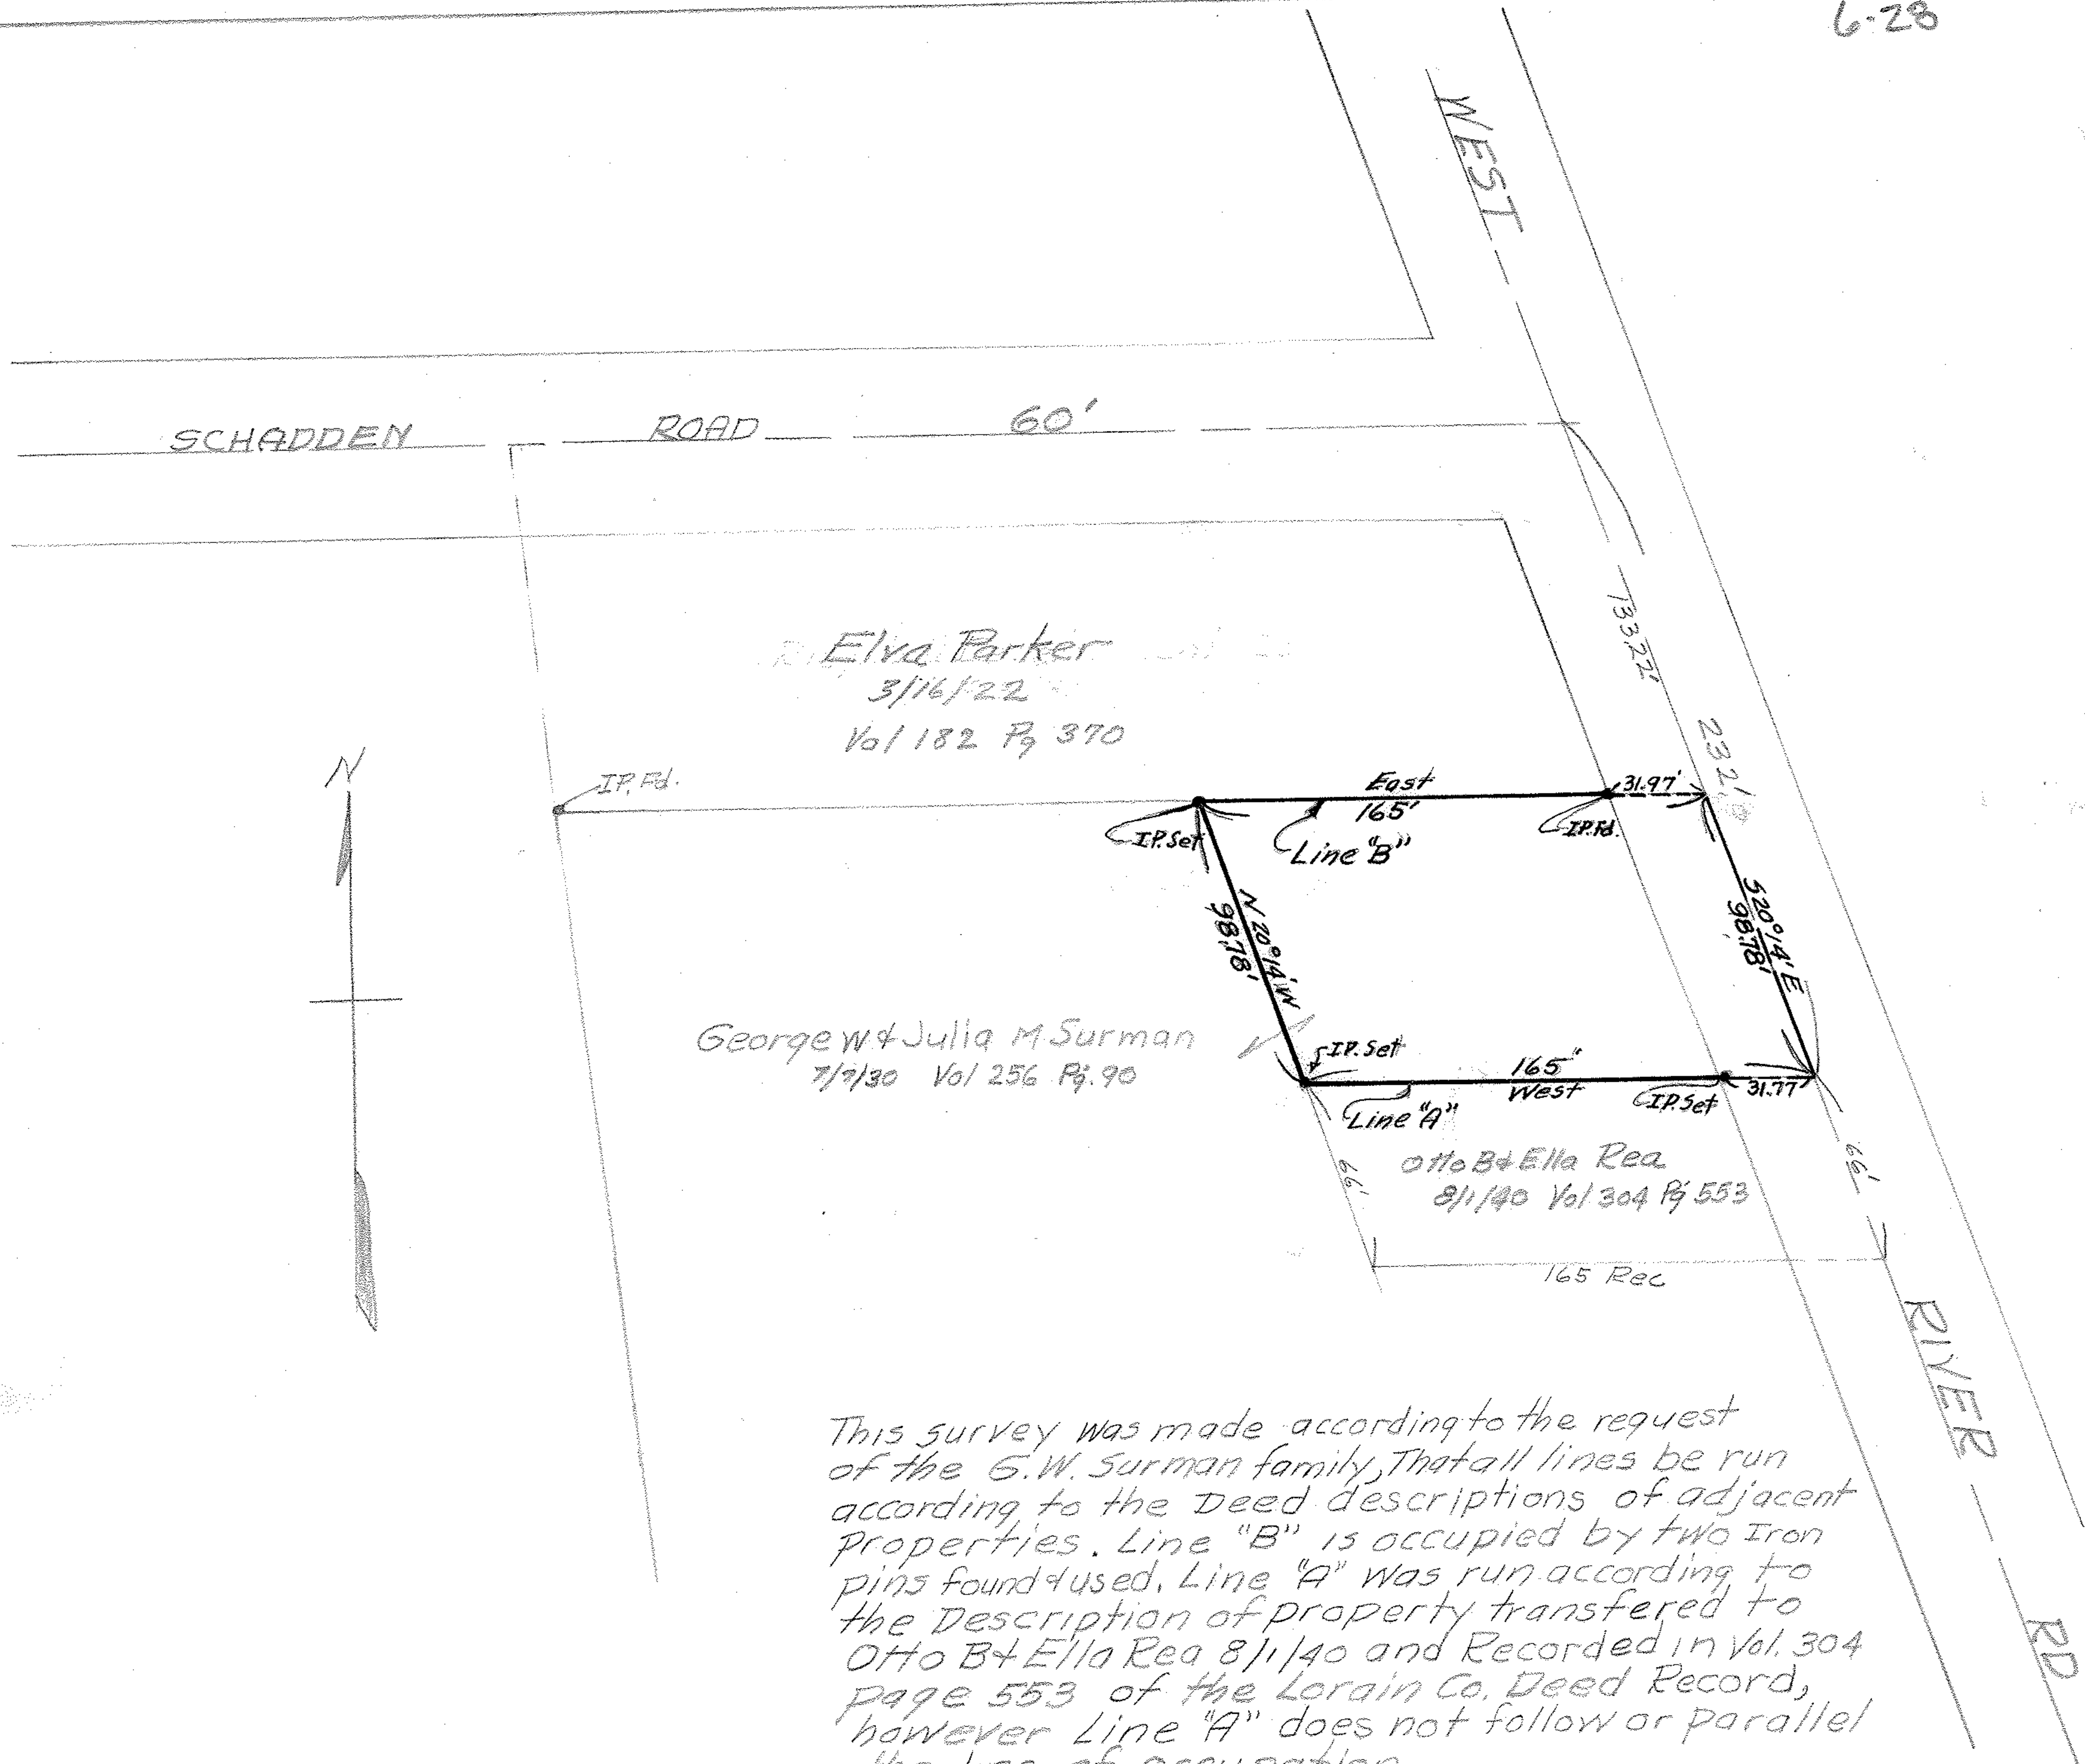 6-28
WEST
SCHADDEN ROAD 60'
133.22'
Elva Parker
3/16/22
Vol 182 Pg 370
232.1'
N
I.P. Fd.
East
165'
31.97'
I.P. Set
Line "B"
I.P. Fd.
N 20° 14' W
98.78'
S 20° 14' E
98.78'
George W & Julia M Surman
7/7/30 Vol 256 Pg. 90
I.P. Set
165"
West
31.77
Line "A"
I.P. Set
66'
Otto B & Ella Rea
8/1/40 Vol. 304 Pg 553
66'
165 Rec
RIVER
RD
This survey was made according to the request
of the G.W. Surman family, That all lines be run
according to the Deed descriptions of adjacent
Properties. Line "B" is occupied by two Iron
pins found & used. Line "A" was run according to
the Description of property transfered to
Otto B & Ella Rea 8/1/40 and Recorded in Vol. 304
page 553 of the Lorain Co. Deed Record,
however Line "A" does not follow or parallel